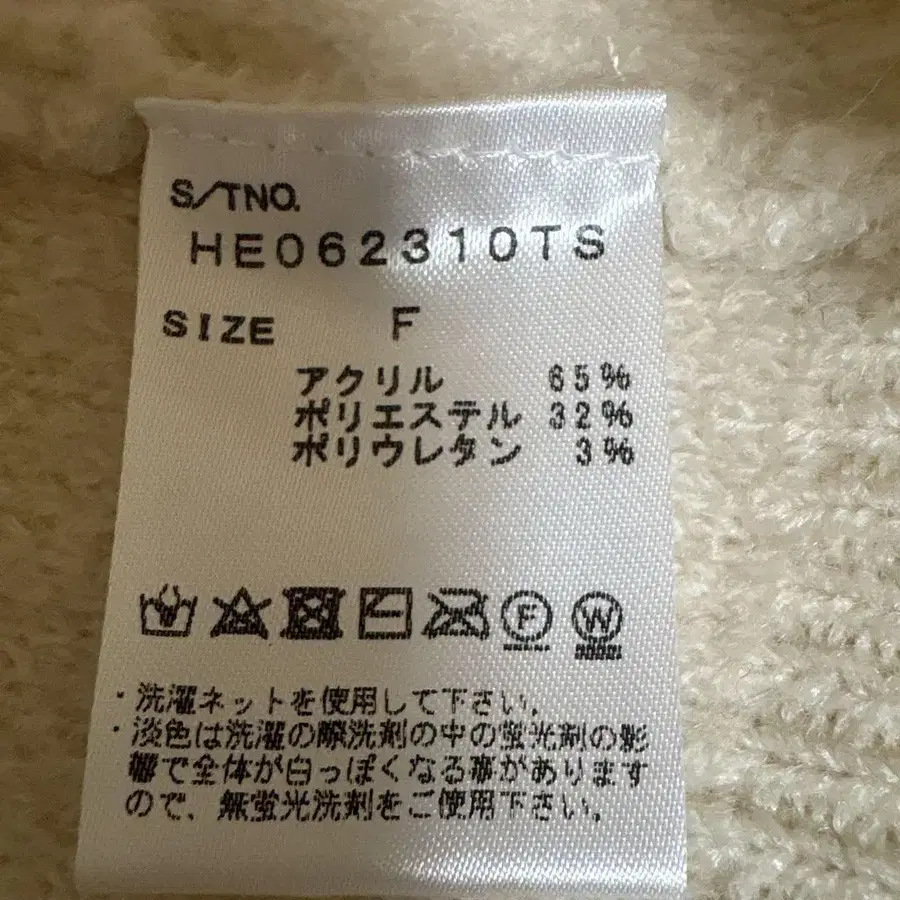 S/TNO.
HE062310TS
SIZE F
アクリル 65%
ポリエステル 32%
ポリウレタン 3%
F W
・洗濯ネットを使用して下さい。
・淡色は洗濯の際洗剤の中の蛍光剤の影
響で全体が白っぽくなる事があります
ので、無蛍光洗剤をご使用下さい。